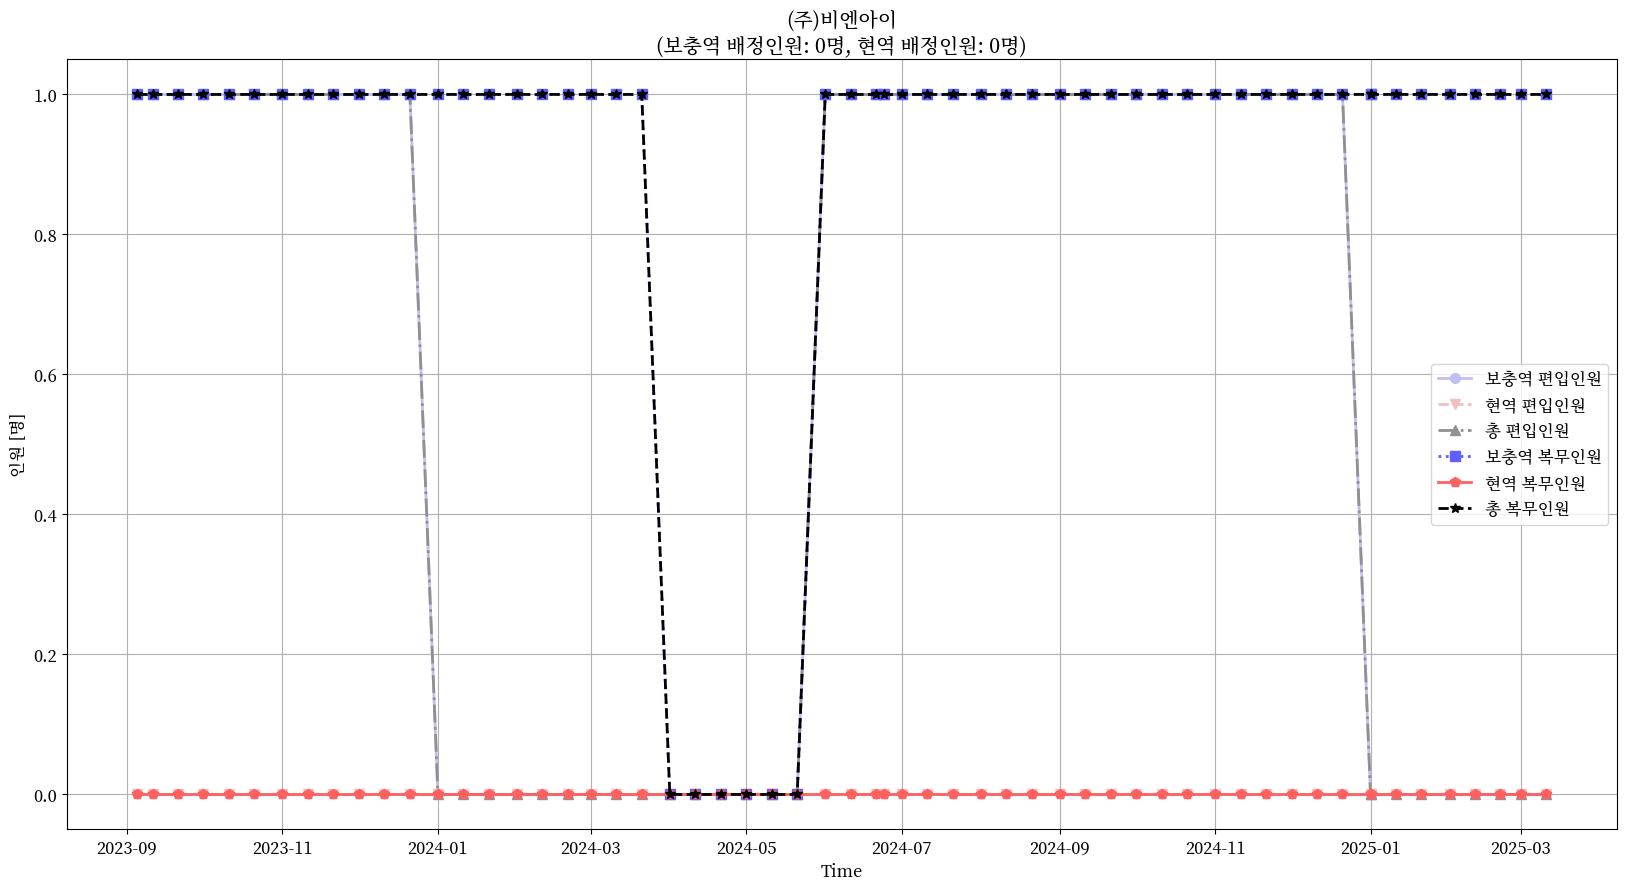 (주)비엔아이
(보충역 배정인원: 0명, 현역 배정인원: 0명)
인원 [명]
1.0
0.8
0.6
0.4
0.2
0.0
보충역 편입인원
현역 편입인원
총 편입인원
보충역 복무인원
현역 복무인원
총 복무인원
2023-09
2023-11
2024-01
2024-03
2024-05
2024-07
2024-09
2024-11
2025-01
2025-03
Time